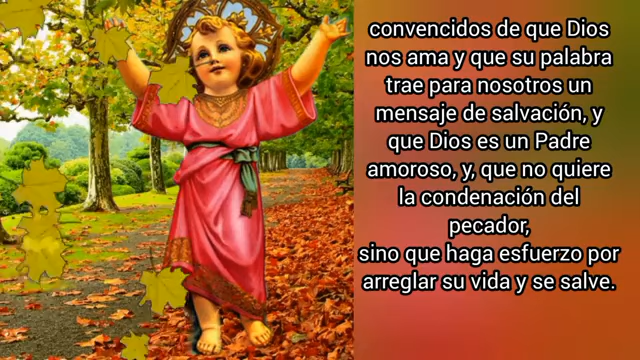 convencidos de que Dios
nos ama y que su palabra
trae para nosotros un
mensaje de salvación, y
que Dios es un Padre
amoroso, y, que no quiere
la condenación del
pecador,
sino que haga esfuerzo por
arreglar su vida y se salve.